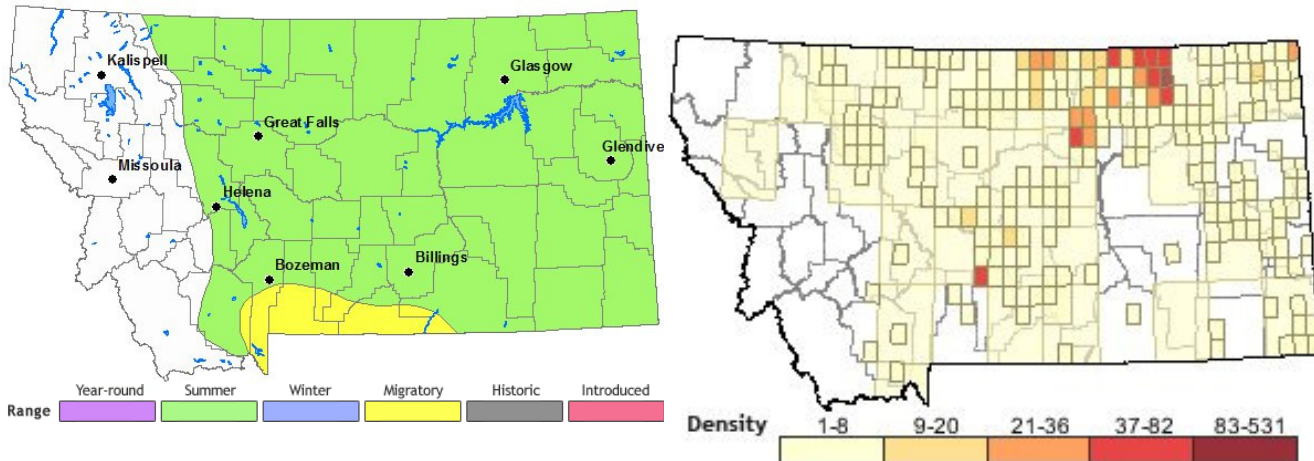 Kalispell
Glasgow
Great Falls
Glendive
Missoula
Helena
Bozeman
Billings
Year-round Summer Winter Migratory Historic Introduced
Range
Density 1-8 9-20 21-36 37-82 83-531